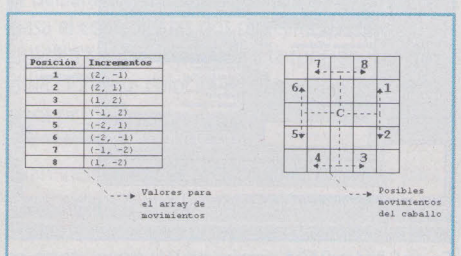 Posición Incrementos
1 (2, -1)
2 (2, 1)
3 (1, 2)
4 (-1, 2)
5 (-2, 1)
6 (-2, -1)
7 (-1, -2)
8 (1, -2)
Valores para
el array de
movimientos
7 8
6 1
C
5 2
4 3
Posibles
movimientos
del caballo